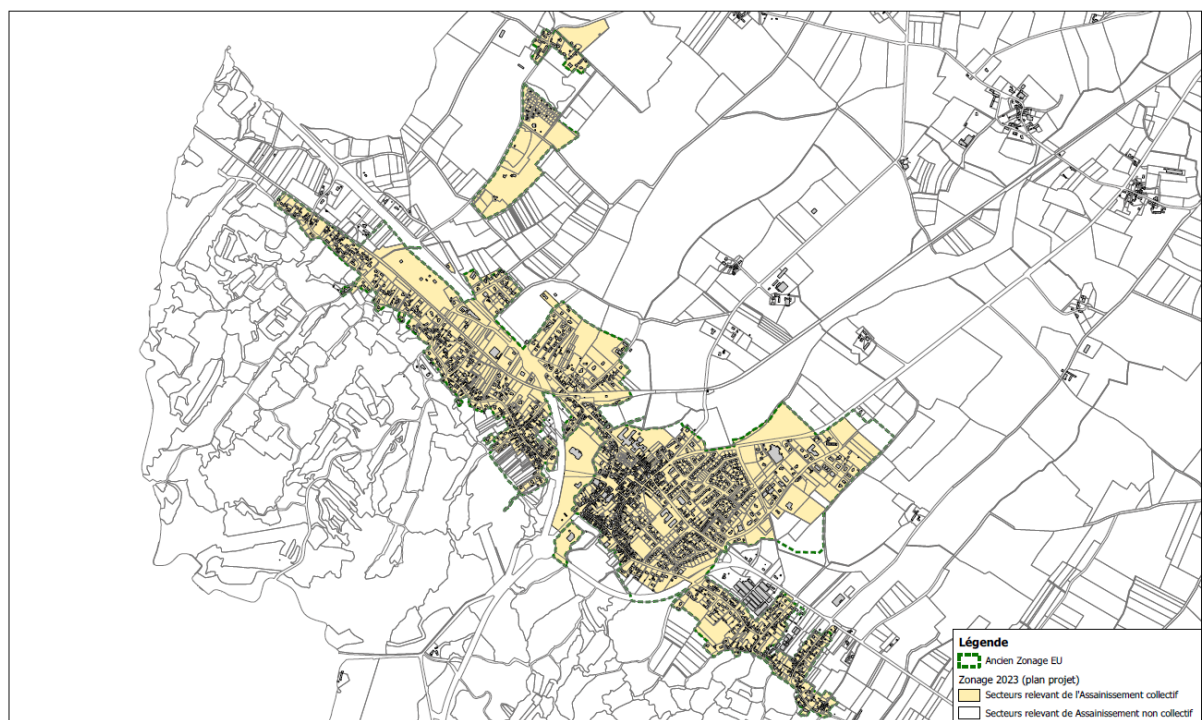 Légende
Ancien Zonage EU
Zonage 2023 (plan projet)
Secteurs relevant de l'Assainissement collectif
Secteurs relevant de Assainissement non collectif